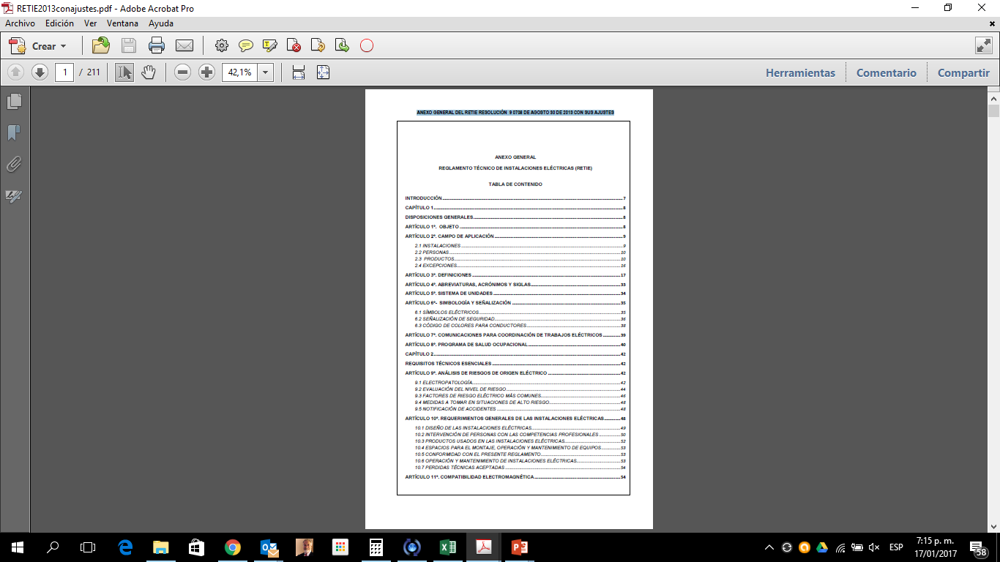 RETIE2013conajustes.pdf - Adobe Acrobat Pro
Archivo Edición Ver Ventana Ayuda
Crear
1 / 211 42,1% Herramientas Comentario Compartir
ANEXO GENERAL DEL RETIE RESOLUCIÓN 9 0708 DE AGOSTO 30 DE 2013 CON SUS AJUSTES
ANEXO GENERAL
REGLAMENTO TÉCNICO DE INSTALACIONES ELÉCTRICAS (RETIE)
TABLA DE CONTENIDO
INTRODUCCIÓN 7
CAPÍTULO 1 8
DISPOSICIONES GENERALES 8
ARTÍCULO 1º. OBJETO 8
ARTÍCULO 2º. CAMPO DE APLICACIÓN 9
2.1 INSTALACIONES 9
2.2 PERSONAS 10
2.3 PRODUCTOS 10
2.4 EXCEPCIONES 16
ARTÍCULO 3º. DEFINICIONES 17
ARTÍCULO 4º. ABREVIATURAS, ACRÓNIMOS Y SIGLAS 33
ARTÍCULO 5º. SISTEMA DE UNIDADES 34
ARTÍCULO 6º- SIMBOLOGÍA Y SEÑALIZACIÓN 35
6.1 SÍMBOLOS ELÉCTRICOS 35
6.2 SEÑALIZACIÓN DE SEGURIDAD 36
6.3 CÓDIGO DE COLORES PARA CONDUCTORES 38
ARTÍCULO 7º. COMUNICACIONES PARA COORDINACIÓN DE TRABAJOS ELÉCTRICOS 39
ARTÍCULO 8º. PROGRAMA DE SALUD OCUPACIONAL 40
CAPÍTULO 2 42
REQUISITOS TÉCNICOS ESENCIALES 42
ARTÍCULO 9º. ANÁLISIS DE RIESGOS DE ORIGEN ELÉCTRICO 42
9.1 ELECTROPATOLOGÍA 42
9.2 EVALUACIÓN DEL NIVEL DE RIESGO 44
9.3 FACTORES DE RIESGO ELÉCTRICO MÁS COMUNES 46
9.4 MEDIDAS A TOMAR EN SITUACIONES DE ALTO RIESGO 48
9.5 NOTIFICACIÓN DE ACCIDENTES 48
ARTÍCULO 10º. REQUERIMIENTOS GENERALES DE LAS INSTALACIONES ELÉCTRICAS 48
10.1 DISEÑO DE LAS INSTALACIONES ELÉCTRICAS 49
10.2 INTERVENCIÓN DE PERSONAS CON LAS COMPETENCIAS PROFESIONALES 50
10.3 PRODUCTOS USADOS EN LAS INSTALACIONES ELÉCTRICAS 52
10.4 ESPACIOS PARA EL MONTAJE, OPERACIÓN Y MANTENIMIENTO DE EQUIPOS 53
10.5 CONFORMIDAD CON EL PRESENTE REGLAMENTO 53
10.6 OPERACIÓN Y MANTENIMIENTO DE INSTALACIONES ELÉCTRICAS 53
10.7 PERDIDAS TÉCNICAS ACEPTADAS 54
ARTÍCULO 11º. COMPATIBILIDAD ELECTROMAGNÉTICA 54
ESP
7:15 p. m.
17/01/2017
58